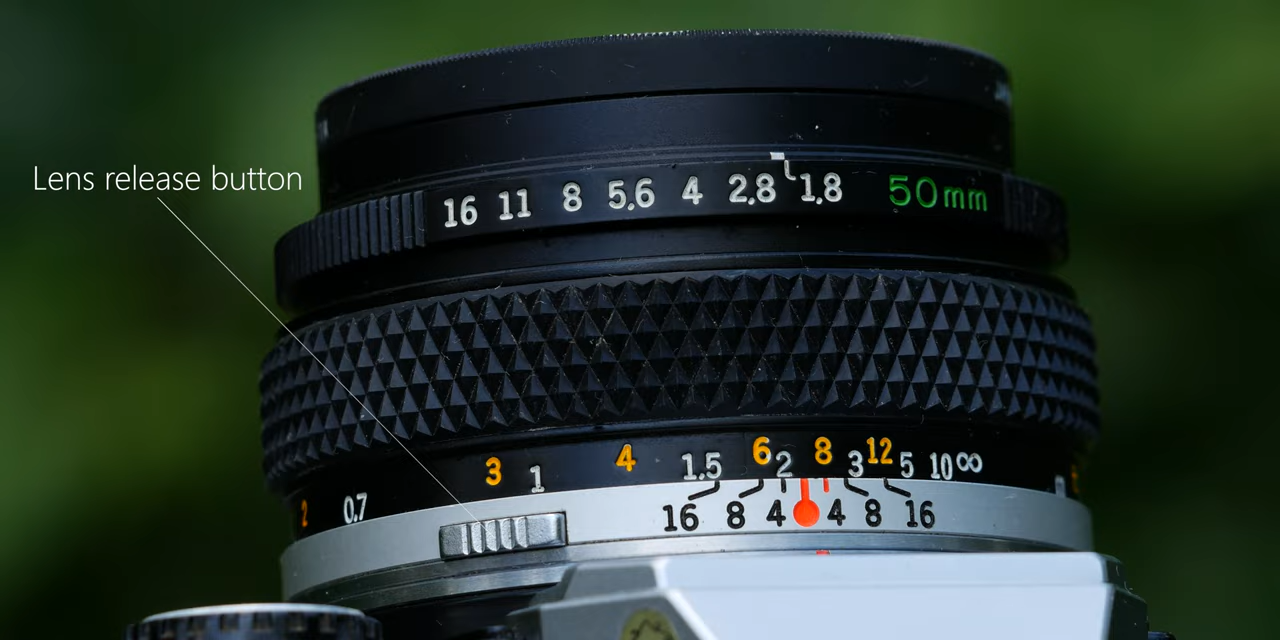 Lens release button
16 11 8 5.6 4 2.8 1.8 50mm
3 4 6 8 12
2 0.7 1 1.5 2 3 5 10 ∞
16 8 4 4 8 16